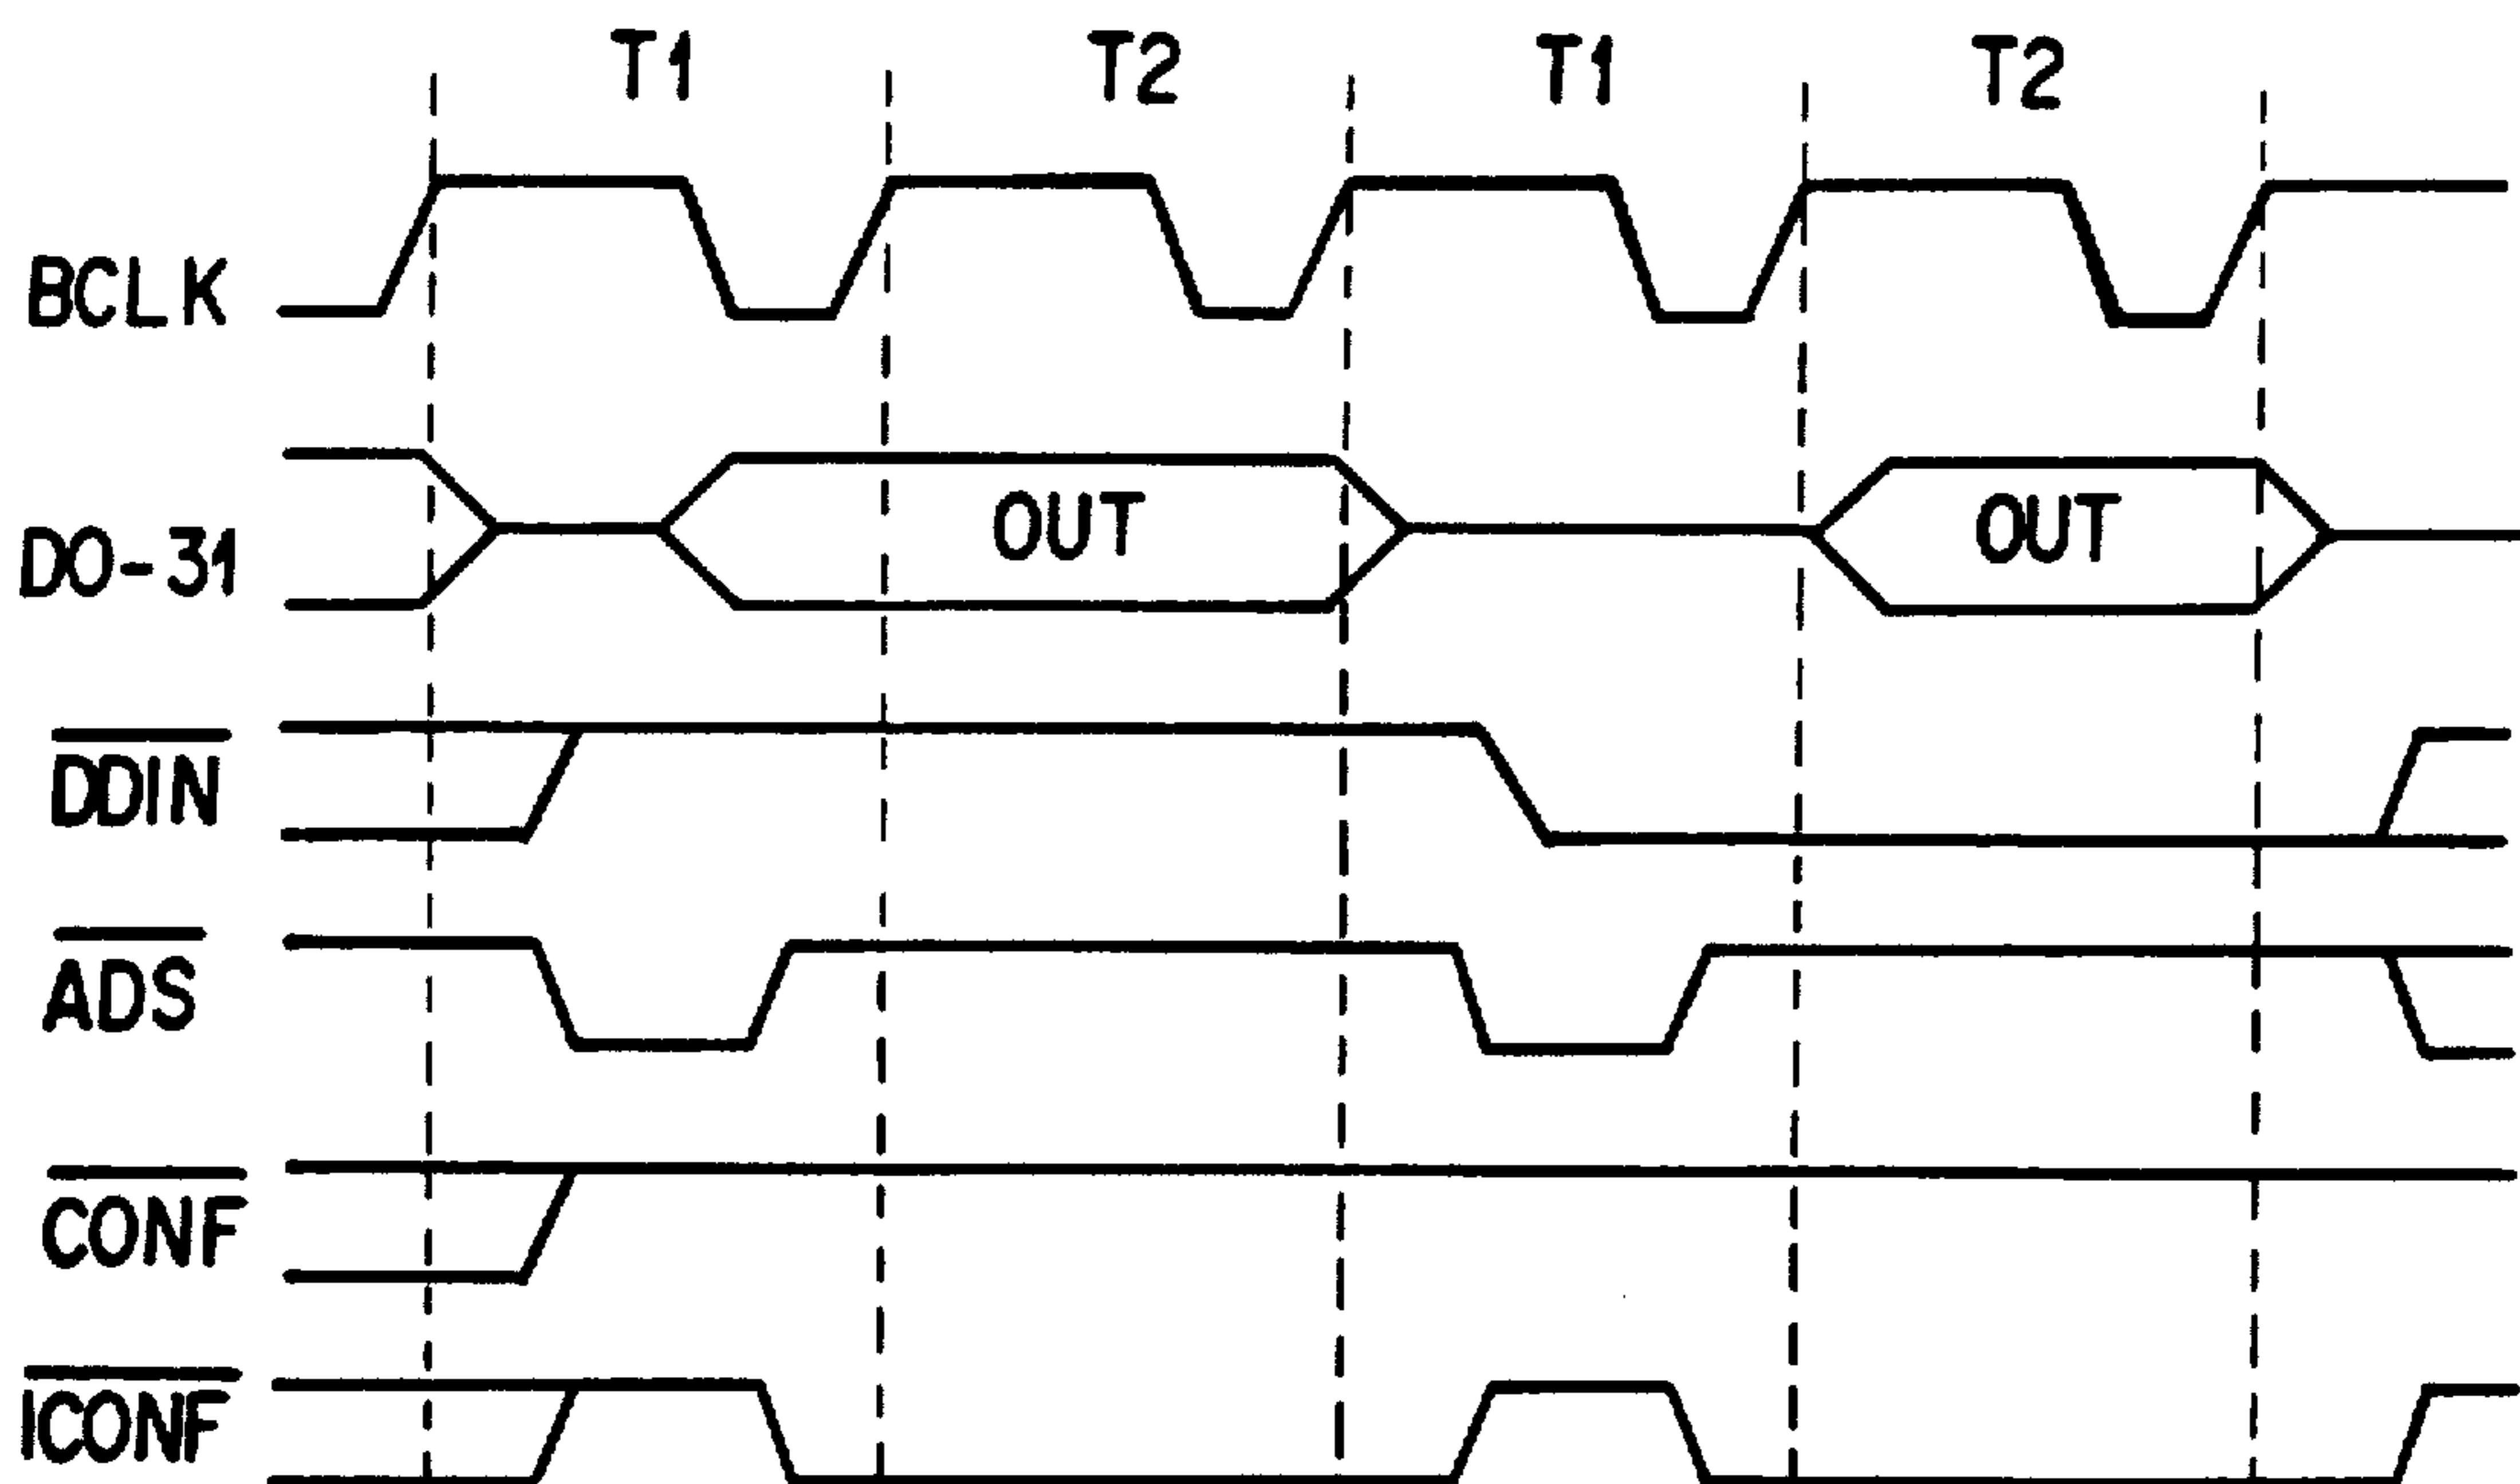 T1 T2 T1 T2
BCLK
DO-31 OUT OUT
DDIN
ADS
CONF
ICONF